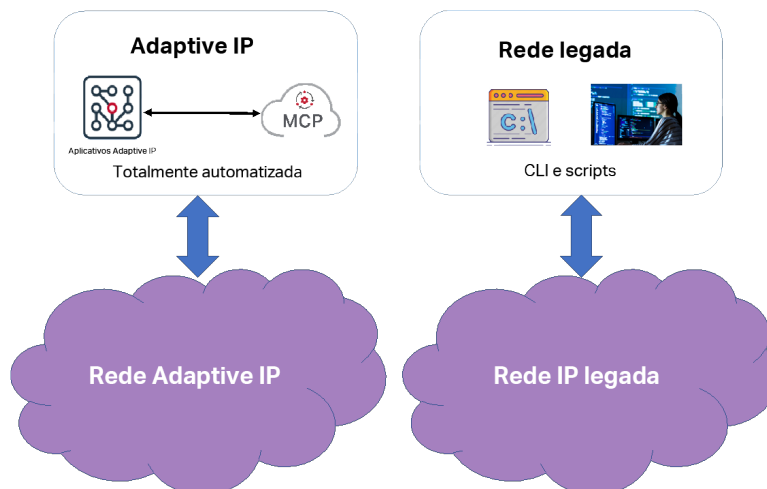 Adaptive IP
MCP
Aplicativos Adaptive IP
Totalmente automatizada
Rede legada
C:\
CLI e scripts
Rede Adaptive IP
Rede IP legada